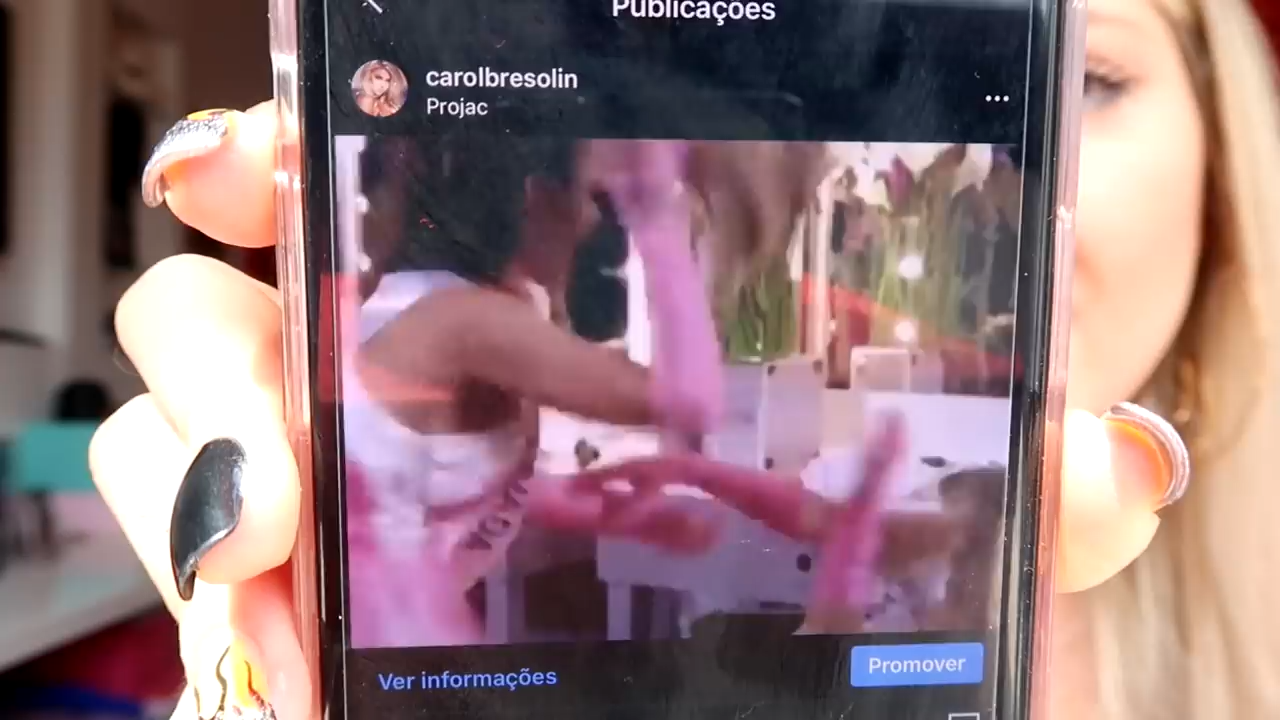 Publicações
carolbresolin
Projac
Ver informações
Promover